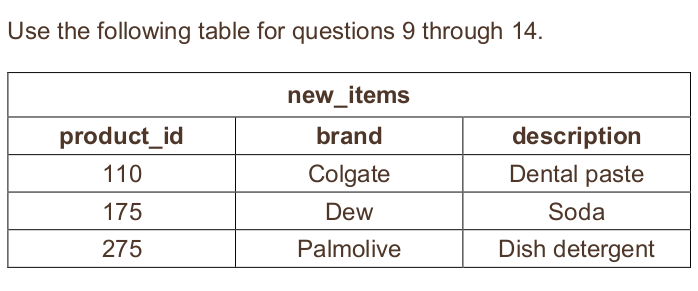 Use the following table for questions 9 through 14.
new_items
product_id brand description
110 Colgate Dental paste
175 Dew Soda
275 Palmolive Dish detergent